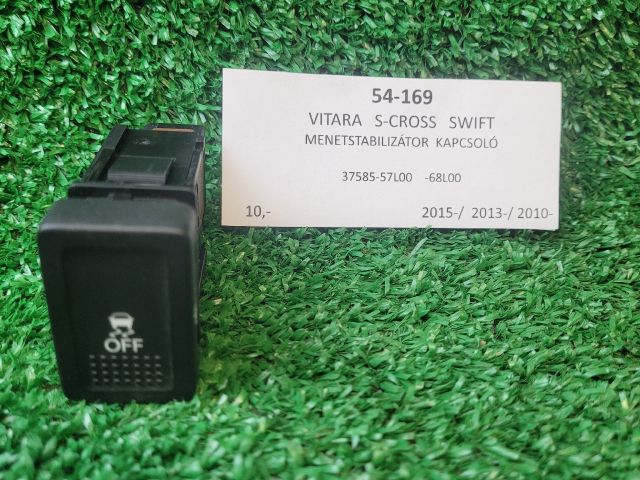 54-169
VITARA S-CROSS SWIFT
MENETSTABILIZÁTOR KAPCSOLÓ
37585-57L00 -68L00
10,- 2015-/ 2013-/ 2010-
OFF